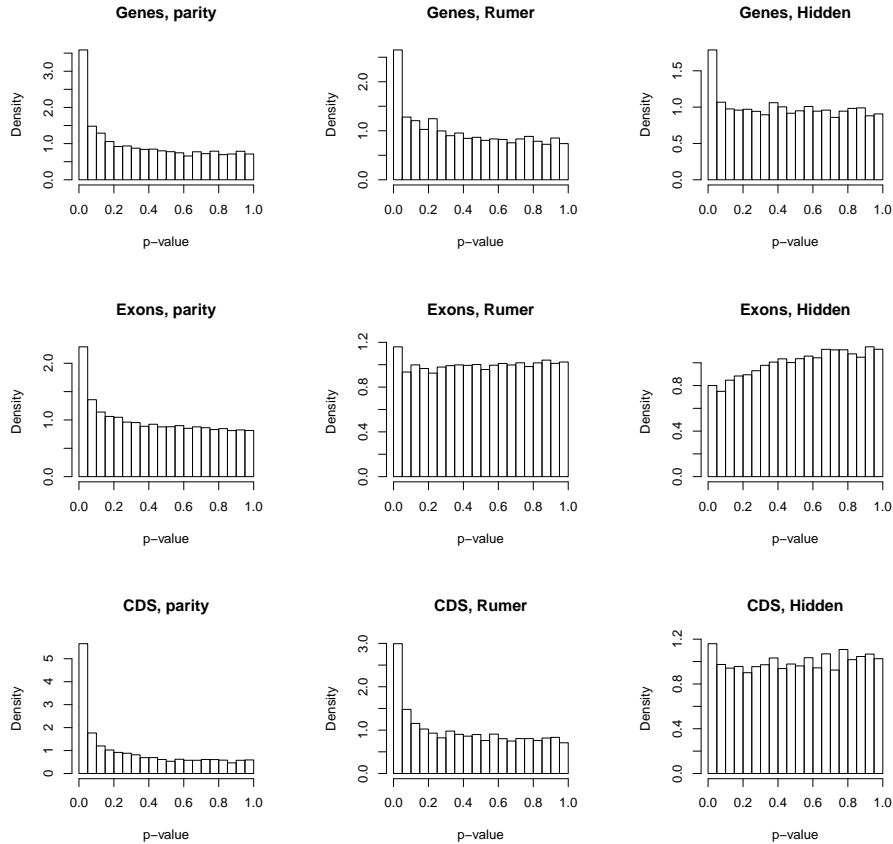 Genes, parity
Density
0.0 1.0 2.0 3.0
0.0 0.2 0.4 0.6 0.8 1.0
p−value
Genes, Rumer
Density
0.0 1.0 2.0
0.0 0.2 0.4 0.6 0.8 1.0
p−value
Genes, Hidden
Density
0.0 0.5 1.0 1.5
0.0 0.2 0.4 0.6 0.8 1.0
p−value
Exons, parity
Density
0.0 1.0 2.0
0.0 0.2 0.4 0.6 0.8 1.0
p−value
Exons, Rumer
Density
0.0 0.4 0.8 1.2
0.0 0.2 0.4 0.6 0.8 1.0
p−value
Exons, Hidden
Density
0.0 0.4 0.8
0.0 0.2 0.4 0.6 0.8 1.0
p−value
CDS, parity
Density
0 1 2 3 4 5
0.0 0.2 0.4 0.6 0.8 1.0
p−value
CDS, Rumer
Density
0.0 1.0 2.0 3.0
0.0 0.2 0.4 0.6 0.8 1.0
p−value
CDS, Hidden
Density
0.0 0.4 0.8 1.2
0.0 0.2 0.4 0.6 0.8 1.0
p−value